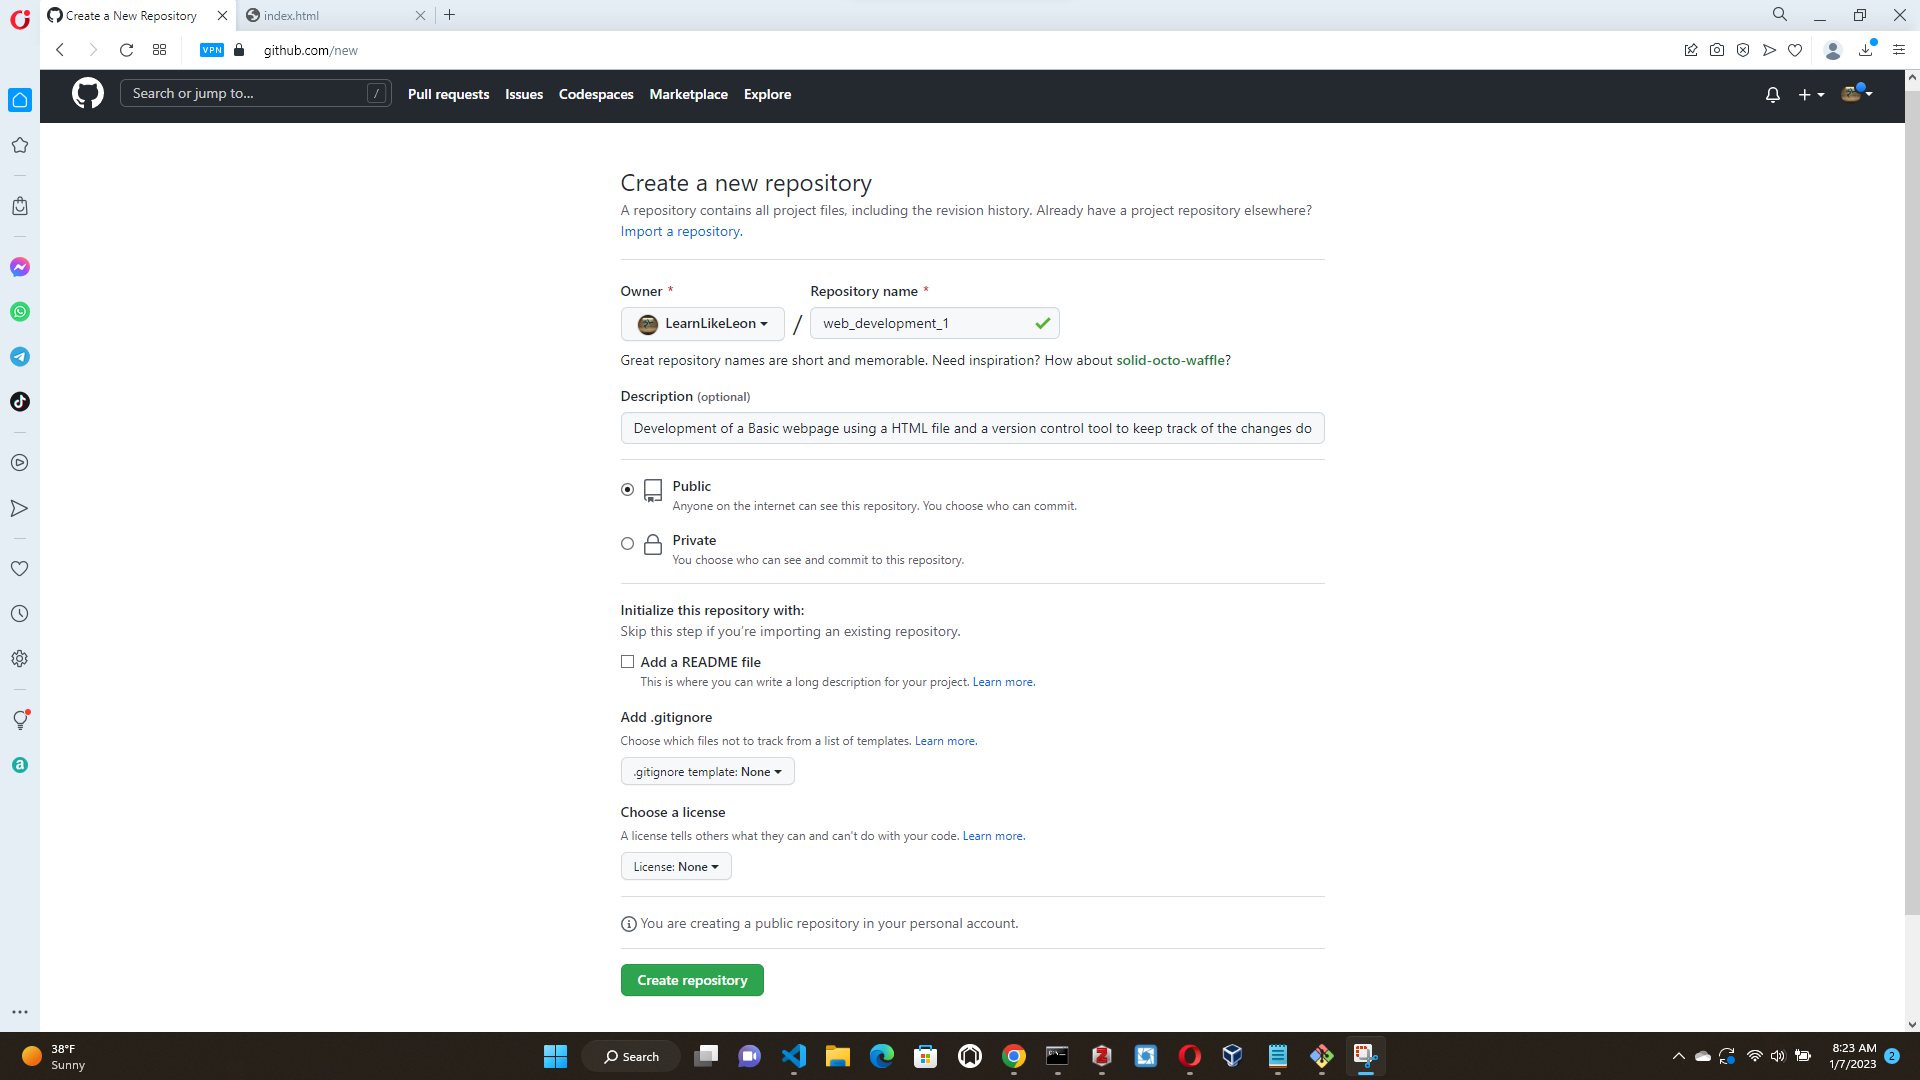 Create a New Repository
index.html
VPN
github.com/new
Search or jump to...
/
Pull requests
Issues
Codespaces
Marketplace
Explore
Create a new repository
A repository contains all project files, including the revision history. Already have a project repository elsewhere?
Import a repository.
Owner *
Repository name *
LearnLikeLeon
/
web_development_1
Great repository names are short and memorable. Need inspiration? How about solid-octo-waffle?
Description (optional)
Development of a Basic webpage using a HTML file and a version control tool to keep track of the changes do
Public
Anyone on the internet can see this repository. You choose who can commit.
Private
You choose who can see and commit to this repository.
Initialize this repository with:
Skip this step if you're importing an existing repository.
Add a README file
This is where you can write a long description for your project. Learn more.
Add .gitignore
Choose which files not to track from a list of templates. Learn more.
.gitignore template: None
Choose a license
A license tells others what they can and can't do with your code. Learn more.
License: None
You are creating a public repository in your personal account.
Create repository
38°F
Sunny
Search
8:23 AM
1/7/2023
2